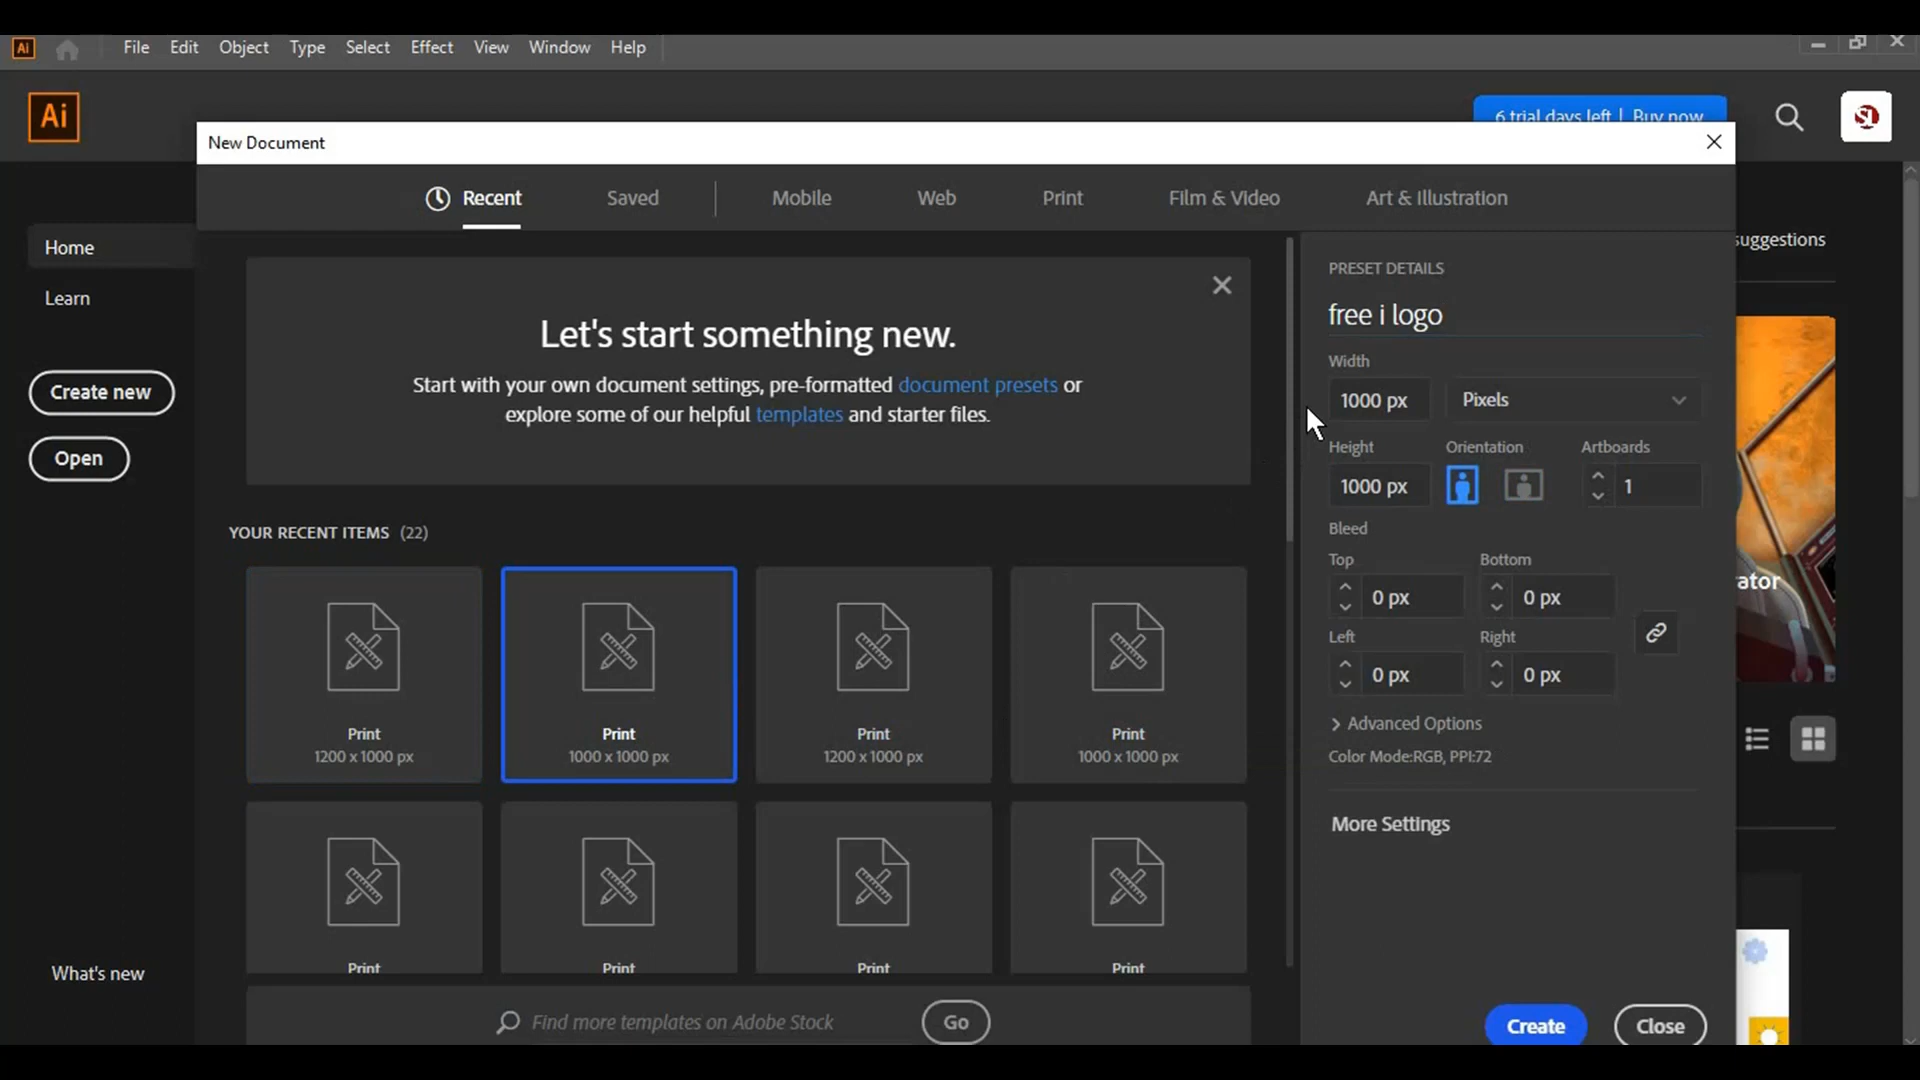 Ai File Edit Object Type Select Effect View Window Help
Ai
6 trial days left | Buy now
SL
New Document
Recent Saved Mobile Web Print Film & Video Art & Illustration
Home
Learn
Create new
Open
What's new
Let's start something new.
Start with your own document settings, pre-formatted document presets or
explore some of our helpful templates and starter files.
YOUR RECENT ITEMS (22)
Print
1200 x 1000 px
Print
1000 x 1000 px
Print
1200 x 1000 px
Print
1000 x 1000 px
Print
Print
Print
Print
Find more templates on Adobe Stock
Go
PRESET DETAILS
free i logo
Width
1000 px Pixels
Height Orientation Artboards
1000 px 1
Bleed
Top Bottom
0 px 0 px
Left Right
0 px 0 px
Advanced Options
Color Mode:RGB, PPI:72
More Settings
Create Close
suggestions
rator